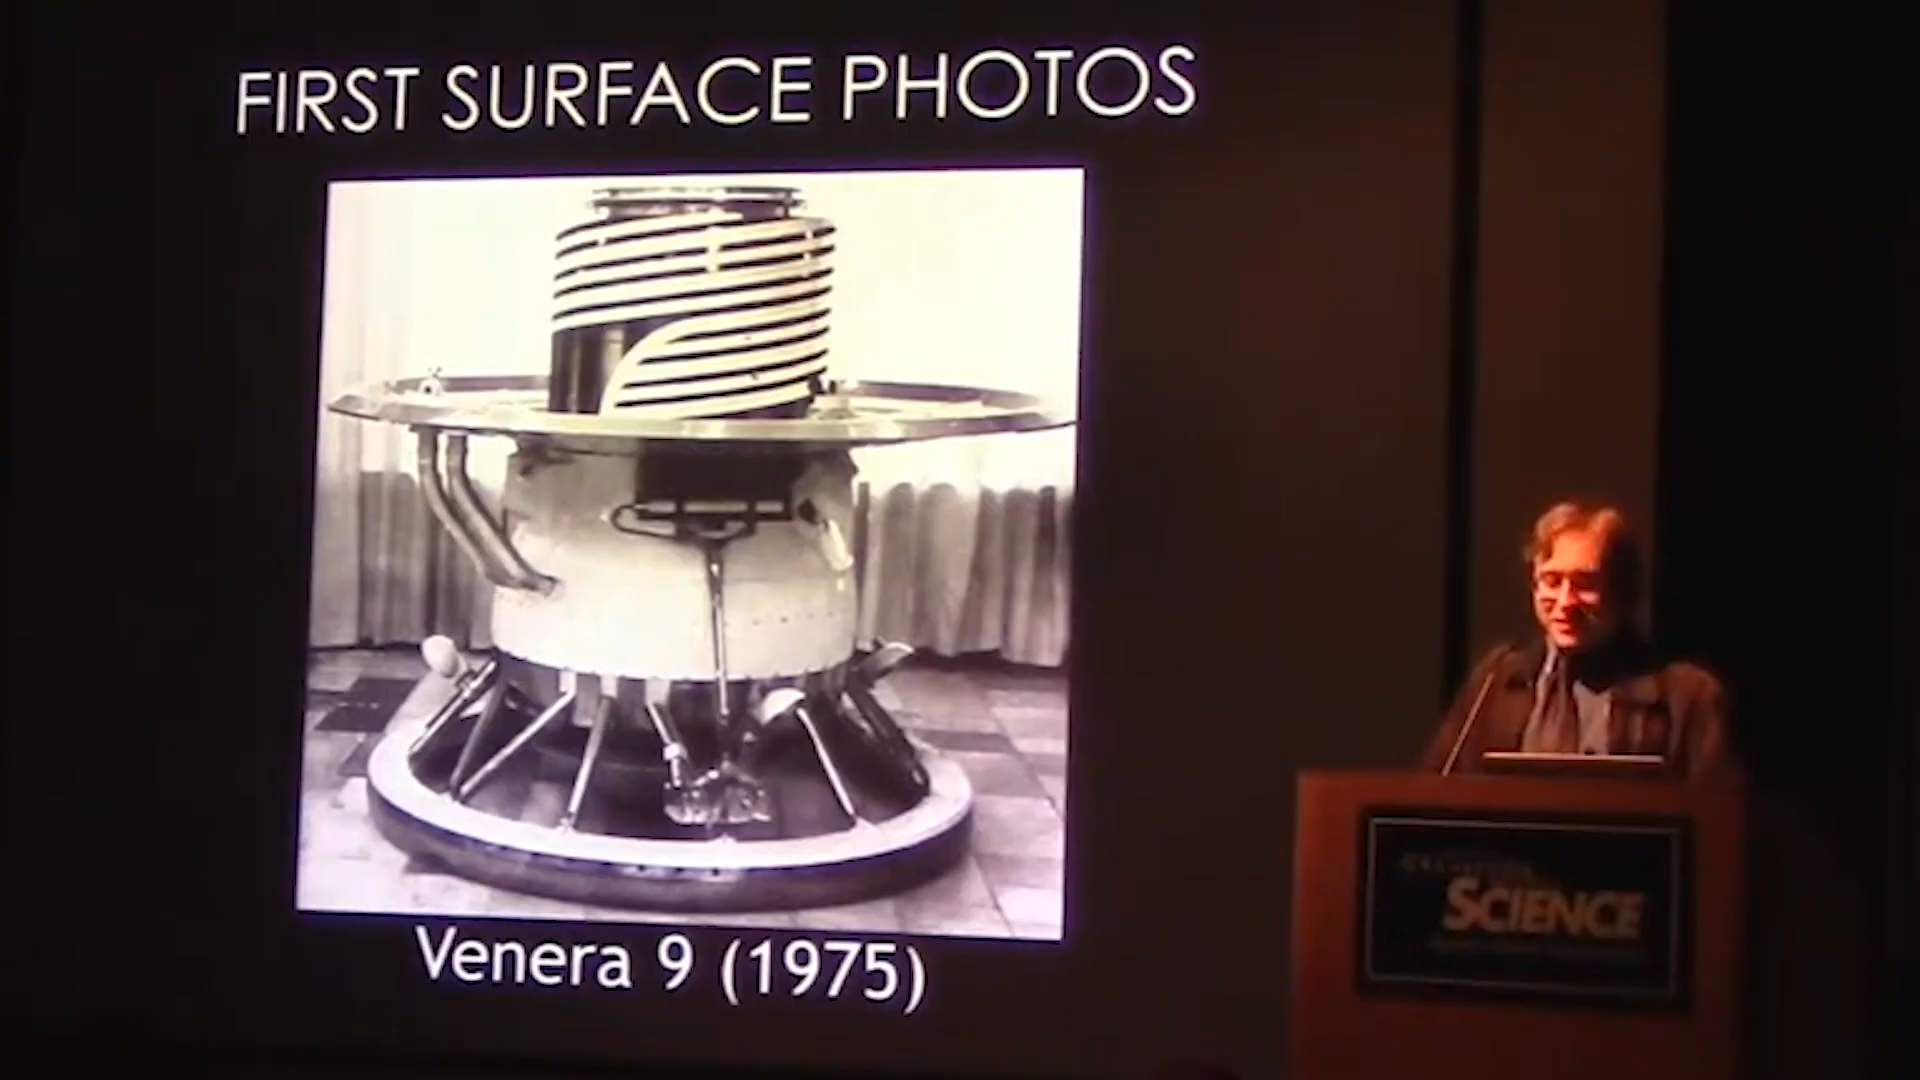 FIRST SURFACE PHOTOS
Venera 9 (1975)
SCIENCE